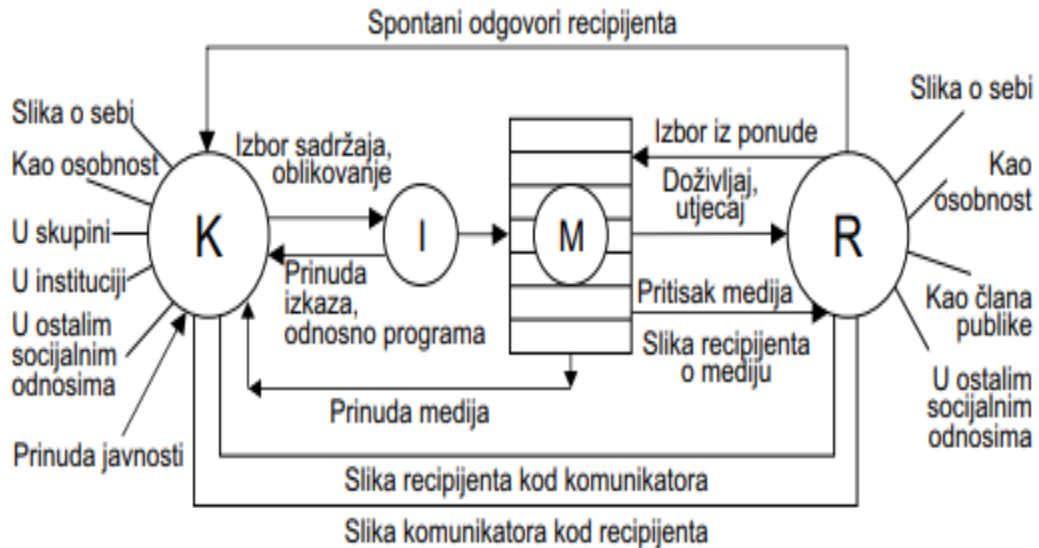 Spontani odgovori recipijenta
Slika o sebi
Kao osobnost
U skupini
U instituciji
U ostalim
socijalnim
odnosima
Prinuda javnosti
K
Izbor sadržaja,
oblikovanje
Prinuda
izkaza,
odnosno programa
I
M
Prinuda medija
Izbor iz ponude
Doživljaj,
utjecaj
Pritisak medija
Slika recipijenta
o mediju
R
Slika o sebi
Kao
osobnost
Kao člana
publike
U ostalim
socijalnim
odnosima
Slika recipijenta kod komunikatora
Slika komunikatora kod recipijenta